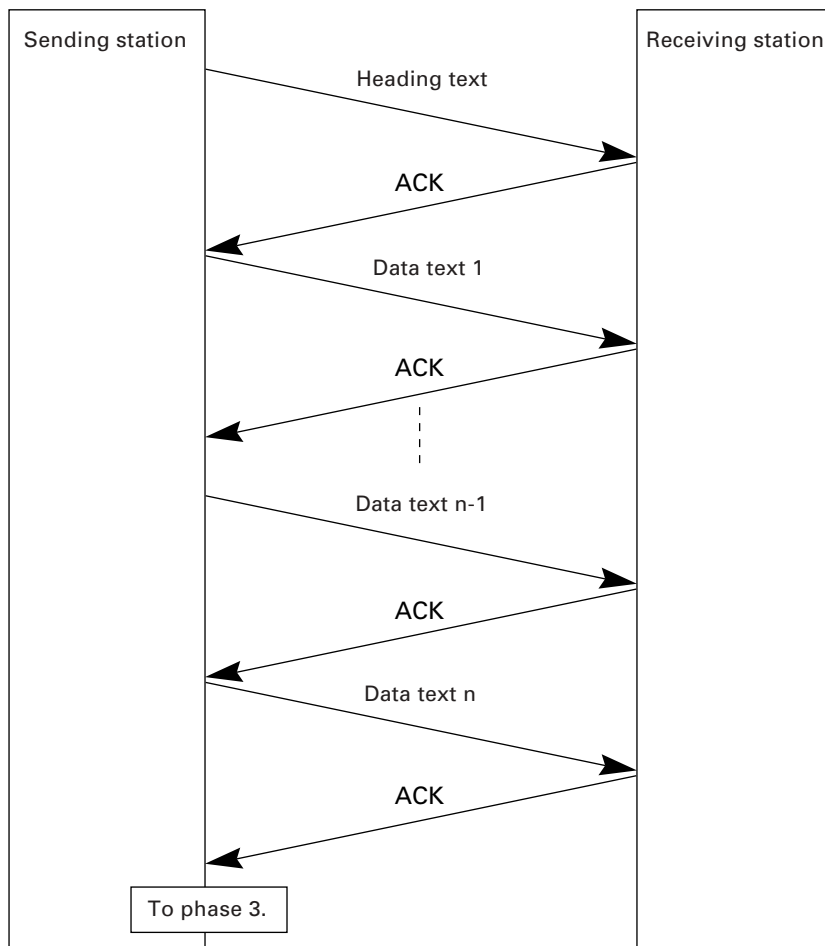 Sending station
Receiving station
Heading text
ACK
Data text 1
ACK
Data text n-1
ACK
Data text n
ACK
To phase 3.